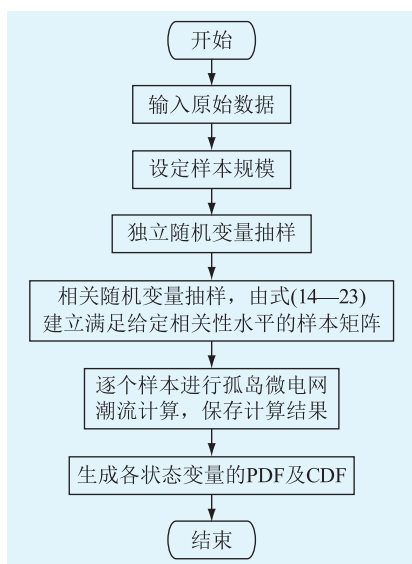 开始
输入原始数据
设定样本规模
独立随机变量抽样
相关随机变量抽样，由式(14—23)
建立满足给定相关性水平的样本矩阵
逐个样本进行孤岛微电网
潮流计算，保存计算结果
生成各状态变量的PDF及CDF
结束